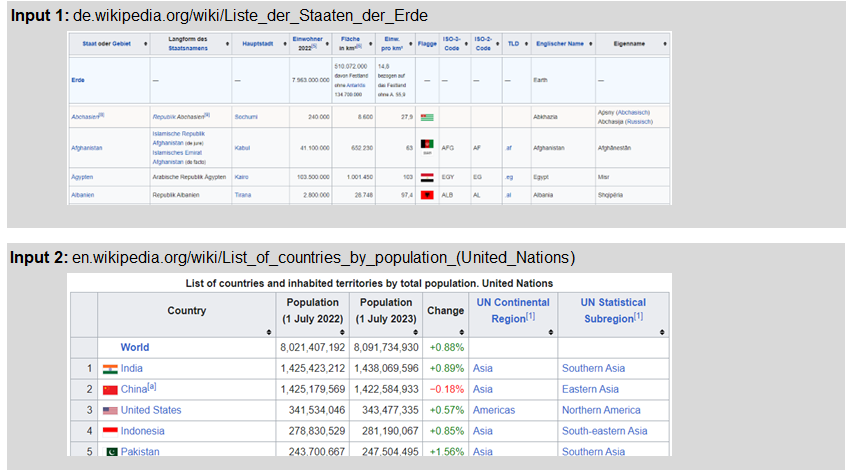 Input 1: de.wikipedia.org/wiki/Liste_der_Staaten_der_Erde
Staat oder Gebiet Langform des Staatsnamens Hauptstadt Einwohner 2022[5] Fläche in km²[6] Einw. pro km² Flagge ISO-3-Code ISO-2-Code TLD Englischer Name Eigenname
Erde — — 7.963.000.000 510.072.000 davon Festland ohne Antarktis 134.700.000 14,8 bezogen auf das Festland ohne A. 55,9 — — — — Earth —
Abchasien[8] Republik Abchasien[9] Sochumi 240.000 8.600 27,9 Abkhazia Apsny (Abchasisch) Abchasija (Russisch)
Afghanistan Islamische Republik Afghanistan (de jure) Islamisches Emirat Afghanistan (de facto) Kabul 41.100.000 652.230 63 AFG AF .af Afghanistan Afghānestān
Ägypten Arabische Republik Ägypten Kairo 103.500.000 1.001.450 103 EGY EG .eg Egypt Misr
Albanien Republik Albanien Tirana 2.800.000 28.748 97,4 ALB AL .al Albania Shqipëria
Input 2: en.wikipedia.org/wiki/List_of_countries_by_population_(United_Nations)
List of countries and inhabited territories by total population. United Nations
Country Population (1 July 2022) Population (1 July 2023) Change UN Continental Region[1] UN Statistical Subregion[1]
World 8,021,407,192 8,091,734,930 +0.88%
1 India 1,425,423,212 1,438,069,596 +0.89% Asia Southern Asia
2 China[a] 1,425,179,569 1,422,584,933 −0.18% Asia Eastern Asia
3 United States 341,534,046 343,477,335 +0.57% Americas Northern America
4 Indonesia 278,830,529 281,190,067 +0.85% Asia South-eastern Asia
5 Pakistan 243,700,667 247,504,495 +1.56% Asia Southern Asia